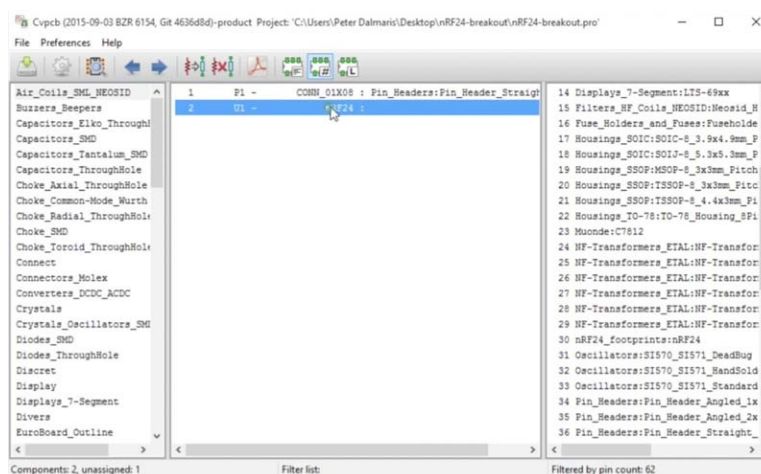 Cvpcb (2015-09-03 BZR 6154, Git 4636d8d)-product Project: 'C:\Users\Peter Dalmaris\Desktop\nRF24-breakout\nRF24-breakout.pro'
File Preferences Help
Air_Coils_SML_NEOSID
Buzzers_Beepers
Capacitors_Elko_Through
Capacitors_SMD
Capacitors_Tantalum_SMD
Capacitors_ThroughHole
Choke_Axial_ThroughHole
Choke_Common-Mode_Wurth
Choke_Radial_ThroughHole
Choke_SMD
Choke_Toroid_ThroughHole
Connect
Connectors_Molex
Converters_DCDC_ACDC
Crystals
Crystals_Oscillators_SMD
Diodes_SMD
Diodes_ThroughHole
Discret
Display
Displays_7-Segment
Divers
EuroBoard_Outline
1 P1 - CONN_01X08 : Pin_Headers:Pin_Header_Straigh
2 U1 - nRF24 :
14 Displays_7-Segment:LTS-69xx
15 Filters_HF_Coils_NEOSID:Neosid_H
16 Fuse_Holders_and_Fuses:Fuseholde
17 Housings_SOIC:SOIC-8_3.9x4.9mm_P
18 Housings_SOIC:SOIJ-8_5.3x5.3mm_P
19 Housings_SSOP:MSOP-8_3x3mm_Pitch
20 Housings_SSOP:TSSOP-8_3x3mm_Pitc
21 Housings_SSOP:TSSOP-8_4.4x3mm_Pi
22 Housings_TO-78:TO-78_Housing_8Pi
23 Muonde:C7812
24 NF-Transformers_ETAL:NF-Transfor
25 NF-Transformers_ETAL:NF-Transfor
26 NF-Transformers_ETAL:NF-Transfor
27 NF-Transformers_ETAL:NF-Transfor
28 NF-Transformers_ETAL:NF-Transfor
29 NF-Transformers_ETAL:NF-Transfor
30 nRF24_footprints:nRF24
31 Oscillators:SI570_SI571_DeadBug
32 Oscillators:SI570_SI571_HandSold
33 Oscillators:SI570_SI571_Standard
34 Pin_Headers:Pin_Header_Angled_1x
35 Pin_Headers:Pin_Header_Angled_2x
36 Pin_Headers:Pin_Header_Straight_
Components: 2, unassigned: 1 Filter list: Filtered by pin count: 62